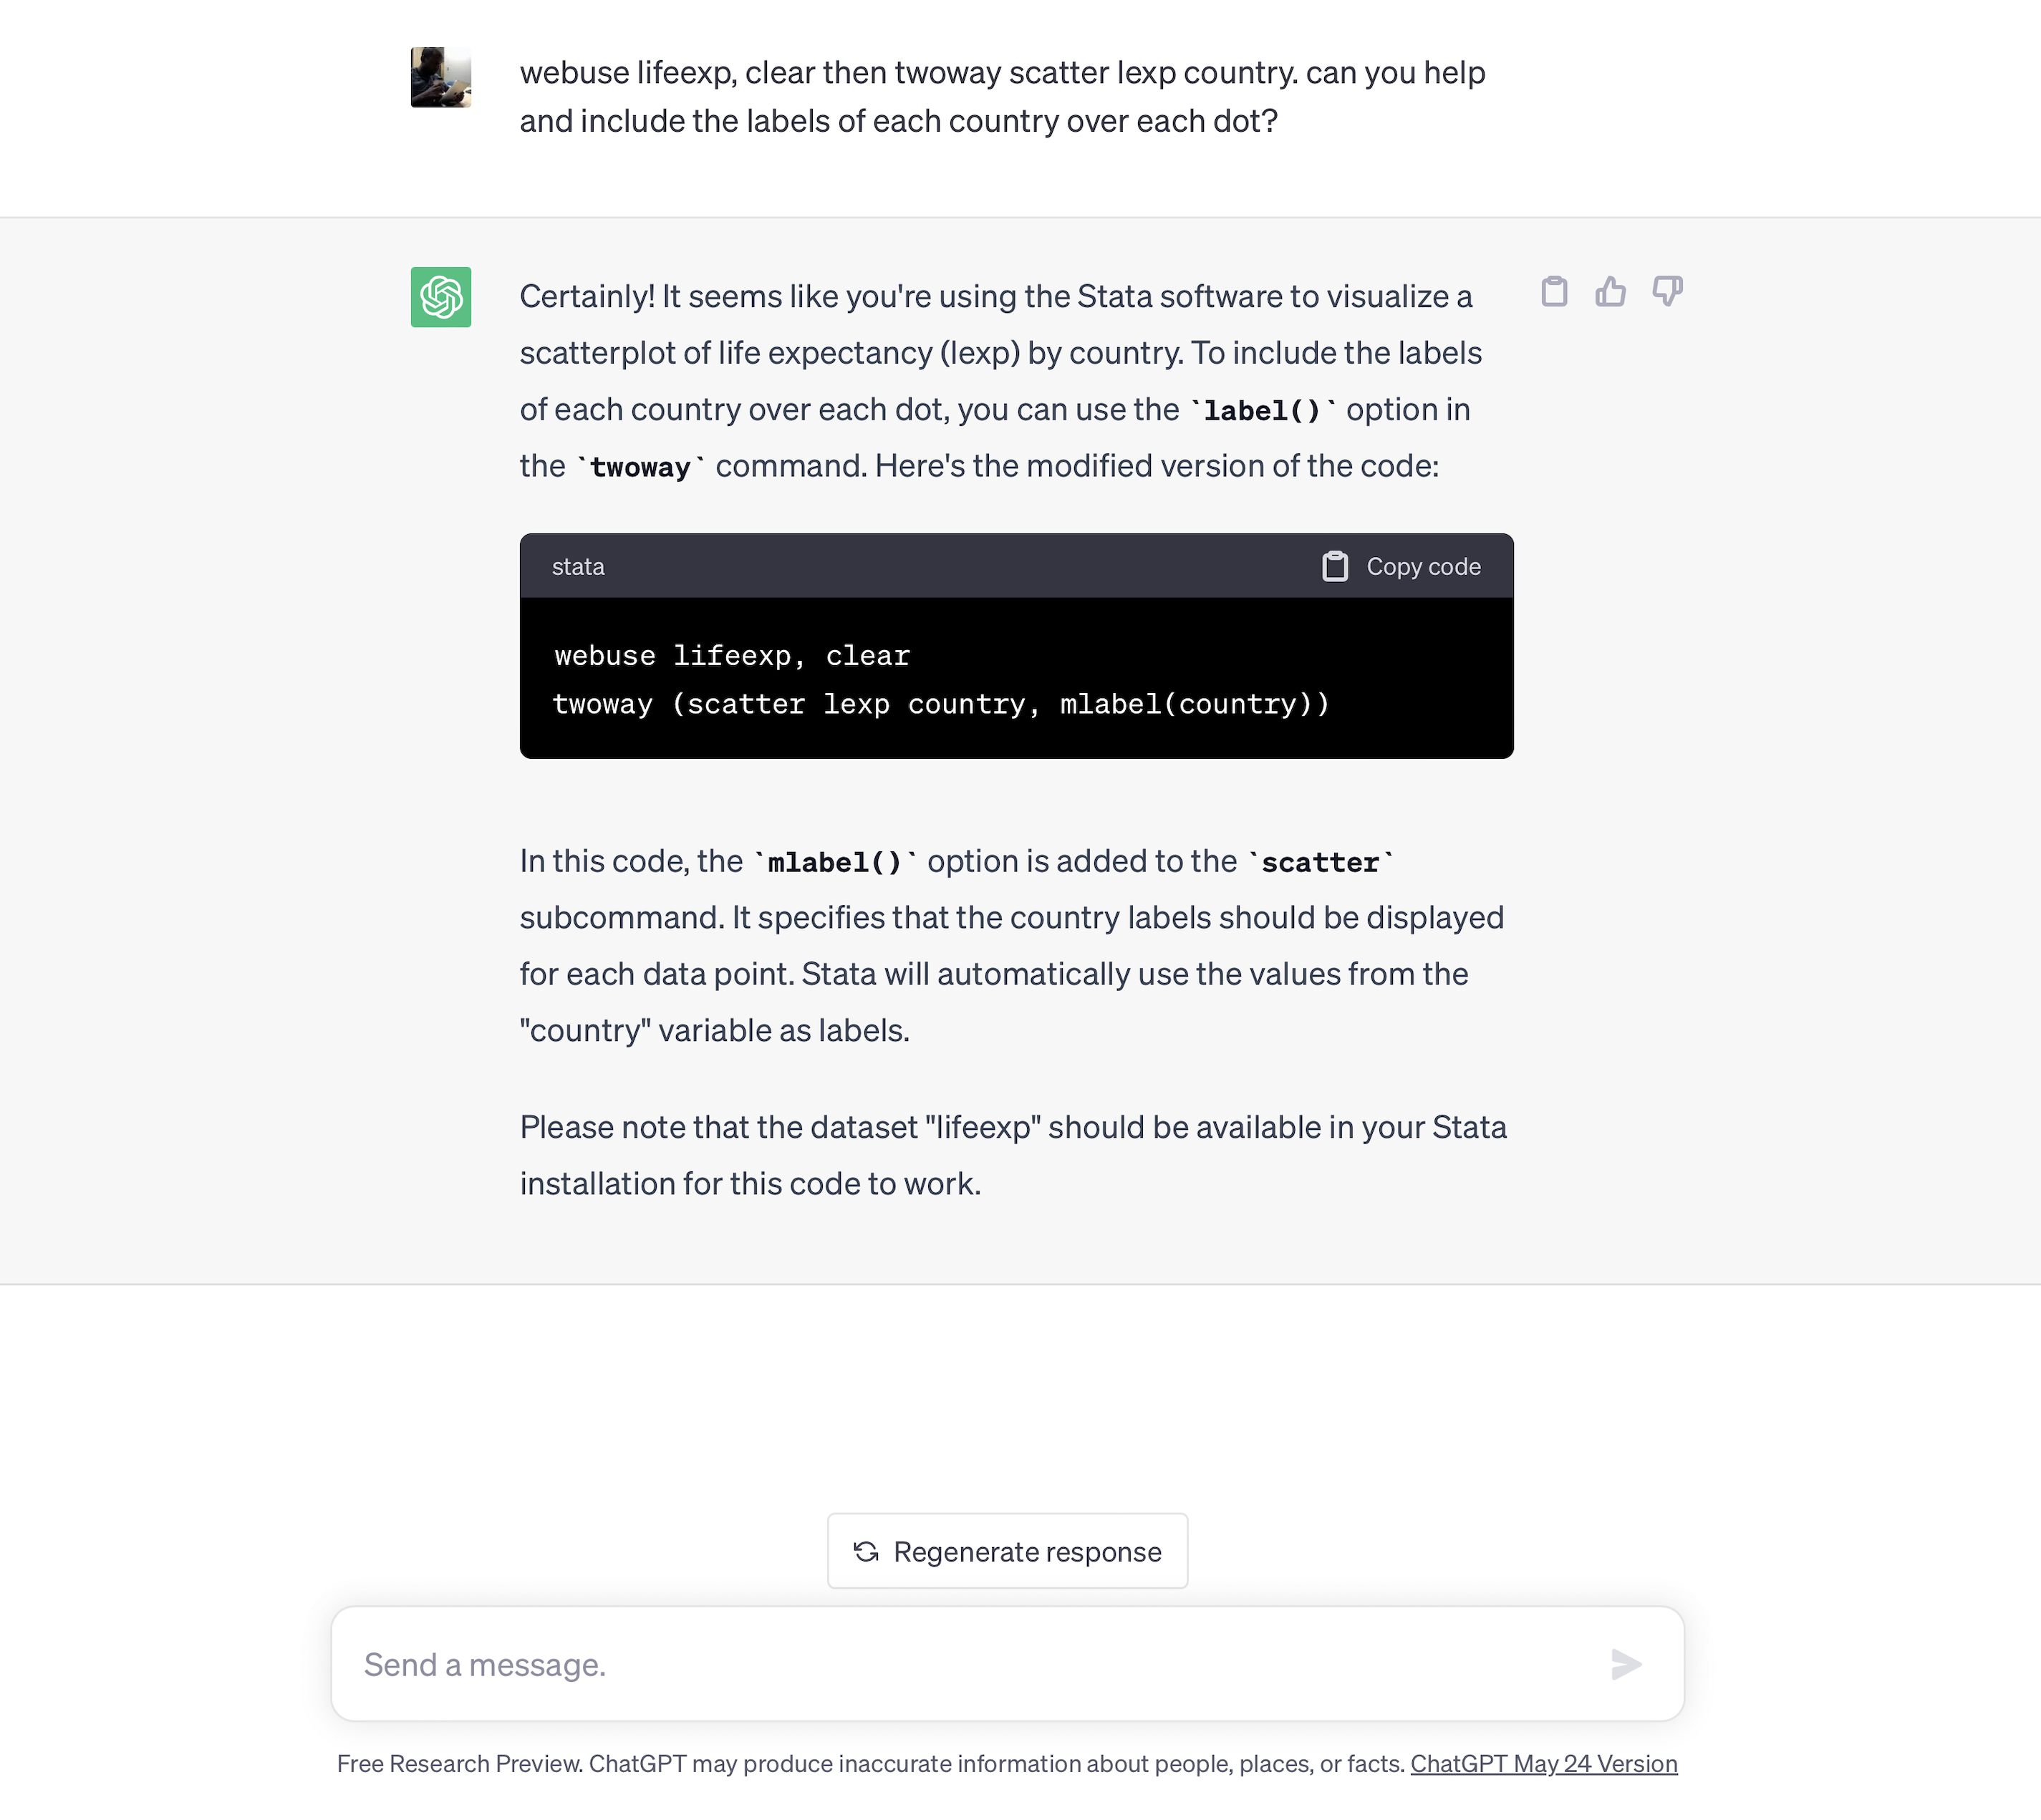 webuse lifeexp, clear then twoway scatter lexp country. can you help
and include the labels of each country over each dot?
Certainly! It seems like you're using the Stata software to visualize a
scatterplot of life expectancy (lexp) by country. To include the labels
of each country over each dot, you can use the `label()` option in
the `twoway` command. Here's the modified version of the code:
stata Copy code
webuse lifeexp, clear
twoway (scatter lexp country, mlabel(country))
In this code, the `mlabel()` option is added to the `scatter`
subcommand. It specifies that the country labels should be displayed
for each data point. Stata will automatically use the values from the
"country" variable as labels.
Please note that the dataset "lifeexp" should be available in your Stata
installation for this code to work.
Regenerate response
Send a message.
Free Research Preview. ChatGPT may produce inaccurate information about people, places, or facts. ChatGPT May 24 Version